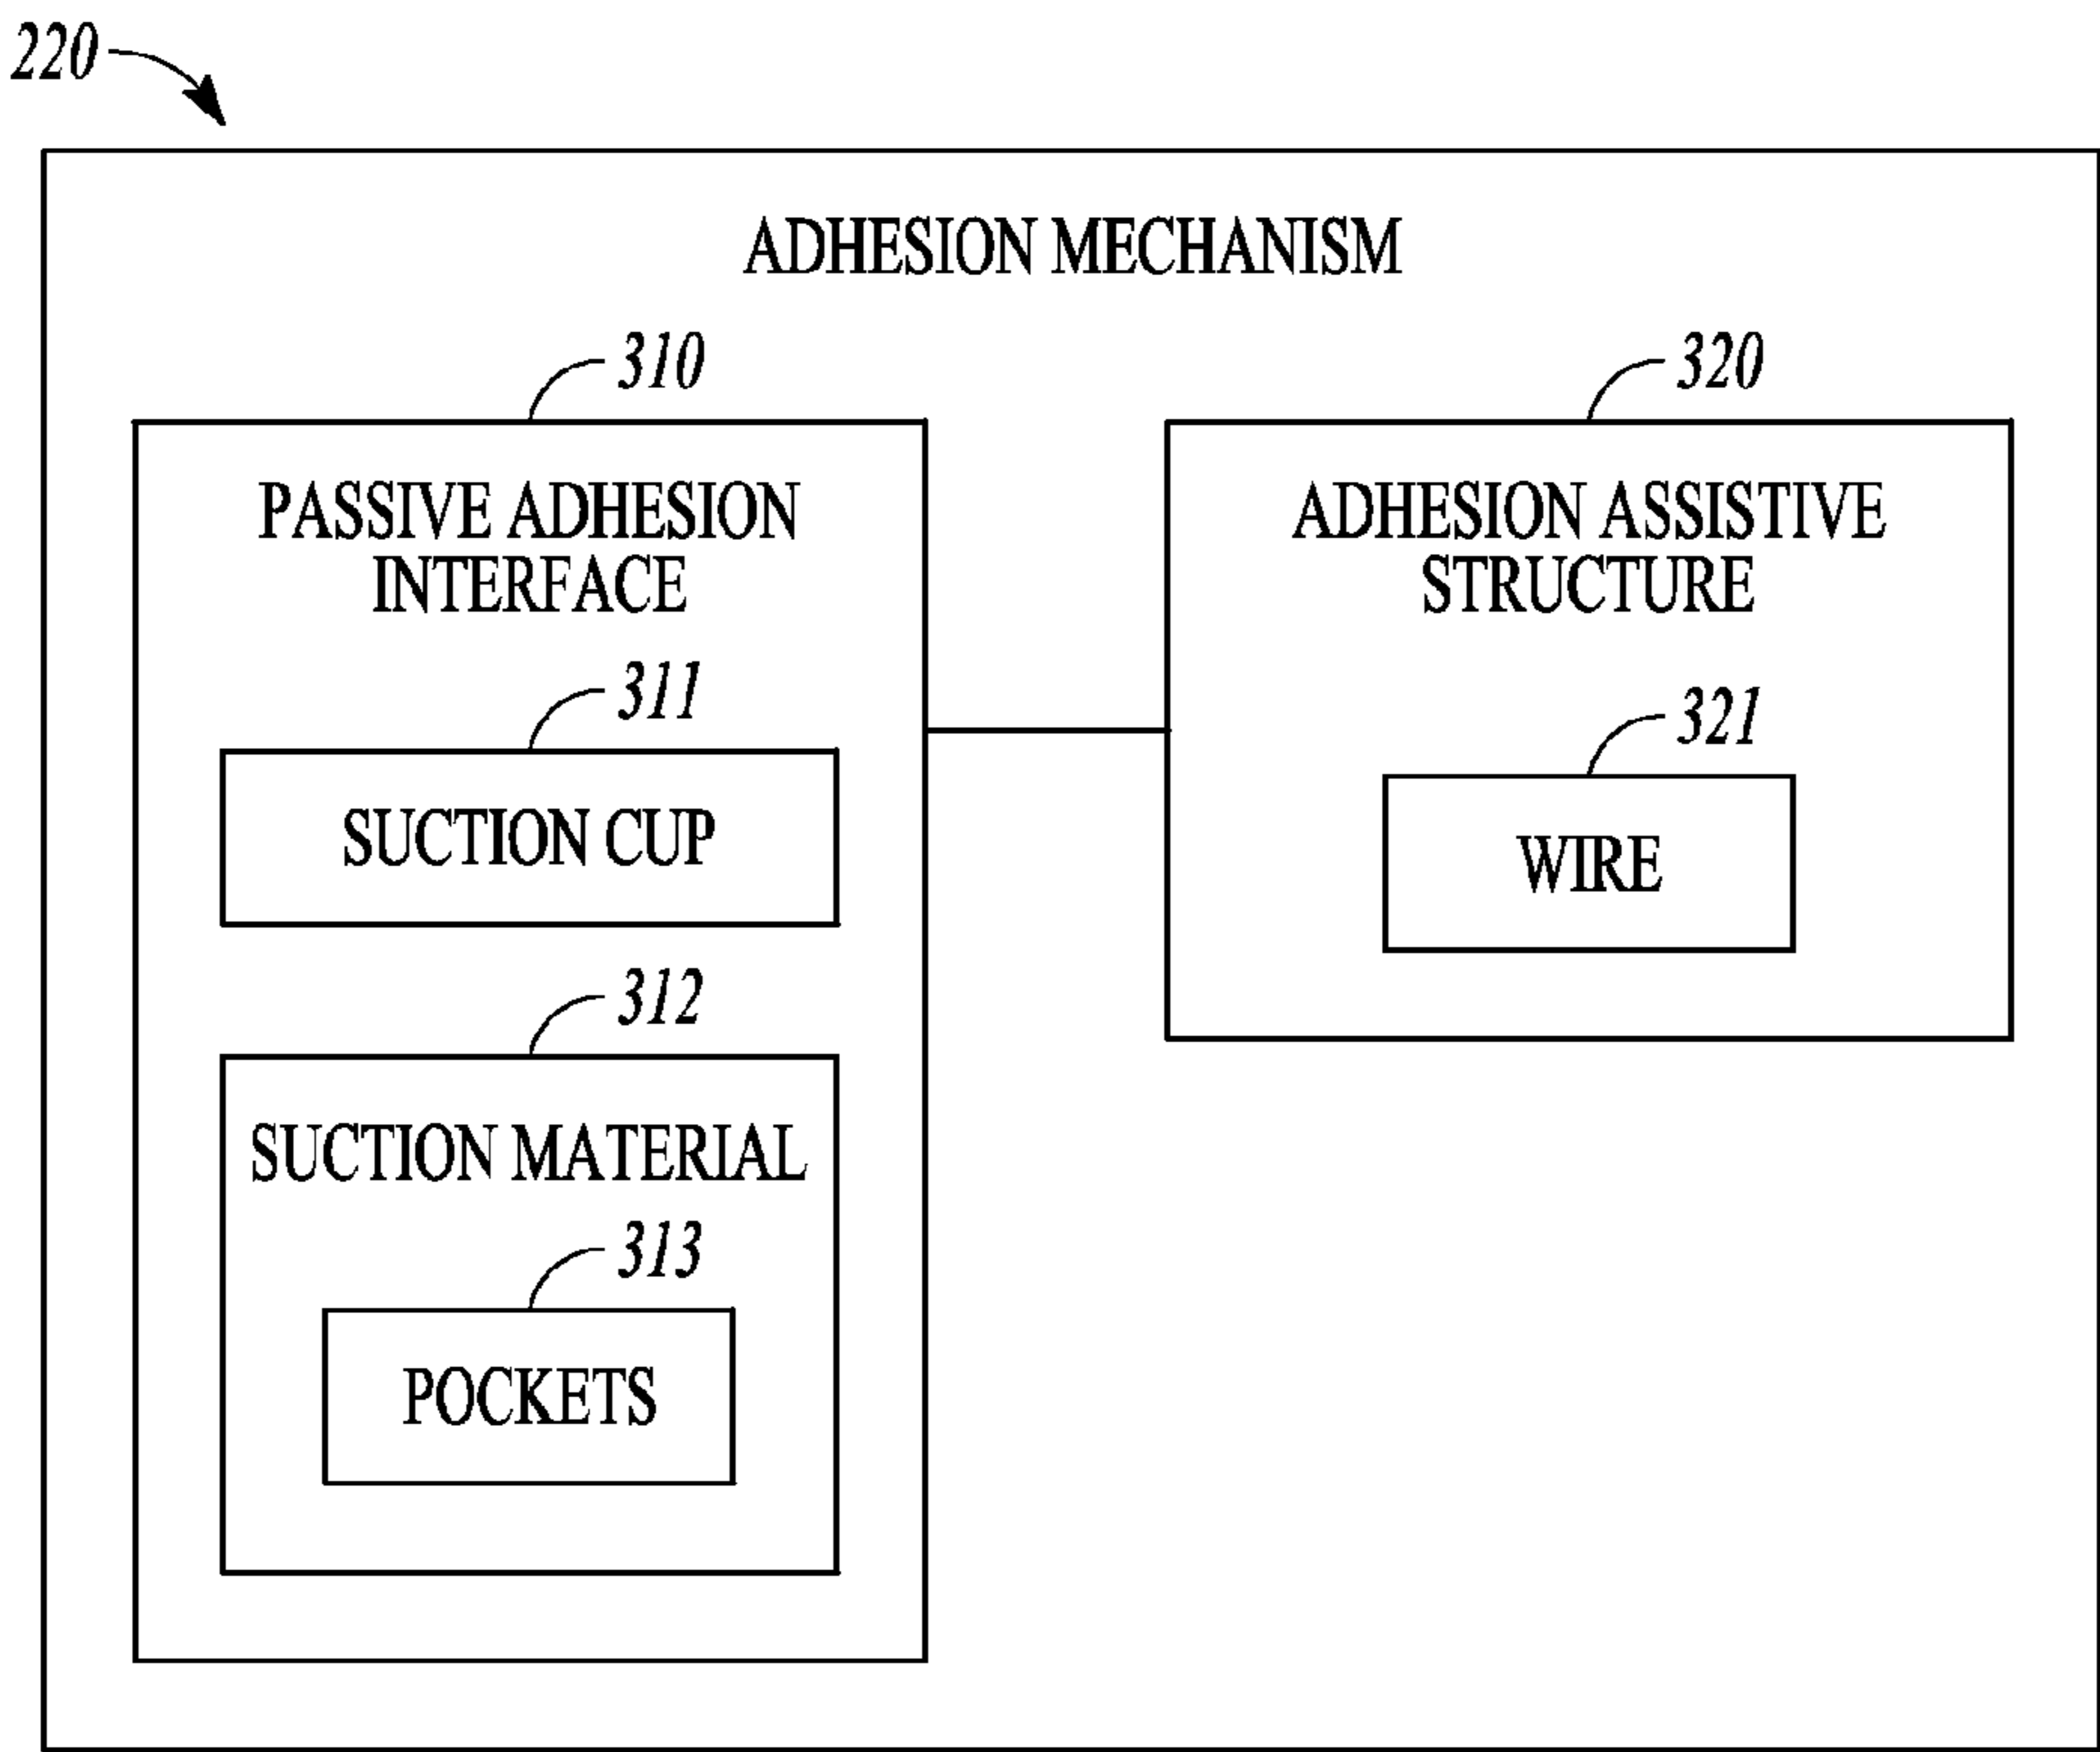 220
ADHESION MECHANISM
310
PASSIVE ADHESION
INTERFACE
311
SUCTION CUP
312
SUCTION MATERIAL
313
POCKETS
320
ADHESION ASSISTIVE
STRUCTURE
321
WIRE